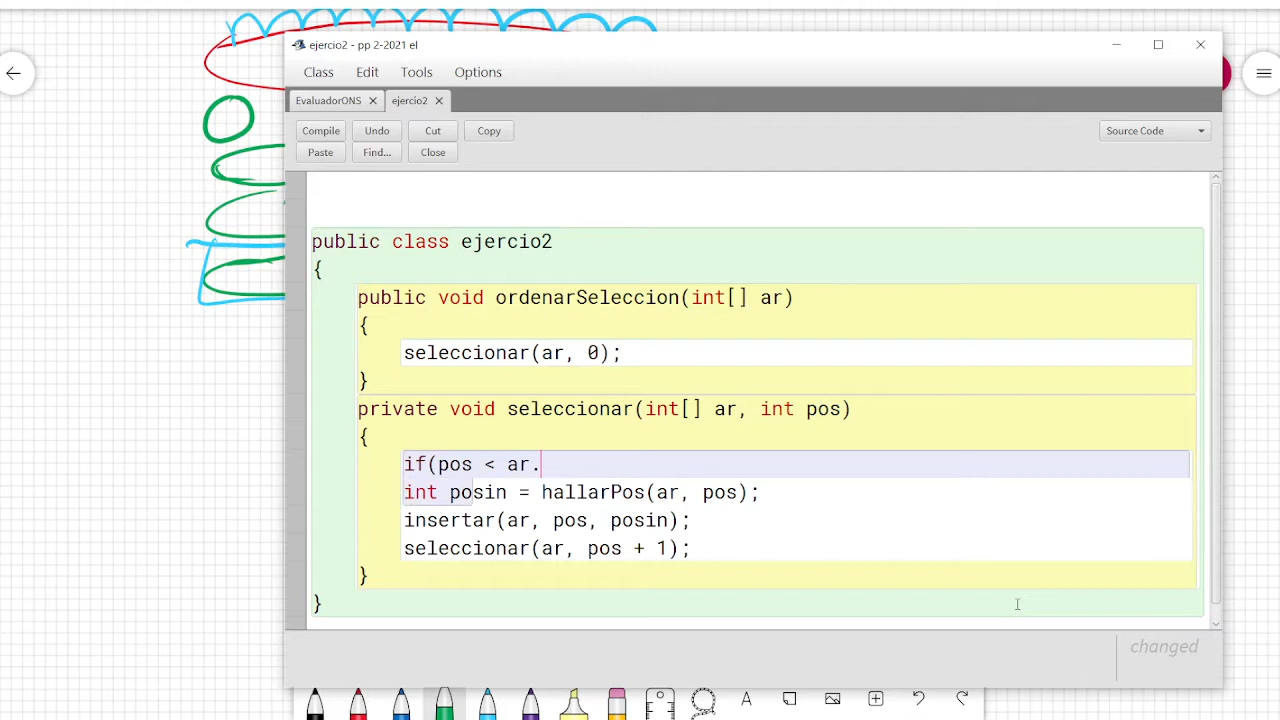 ejercio2 - pp 2-2021 el
Class Edit Tools Options
EvaluadorONS ejercio2
Compile Undo Cut Copy Source Code
Paste Find... Close
public class ejercio2
{
public void ordenarSeleccion(int[] ar)
{
seleccionar(ar, 0);
}
private void seleccionar(int[] ar, int pos)
{
if(pos < ar.
int posin = hallarPos(ar, pos);
insertar(ar, pos, posin);
seleccionar(ar, pos + 1);
}
}
changed
A